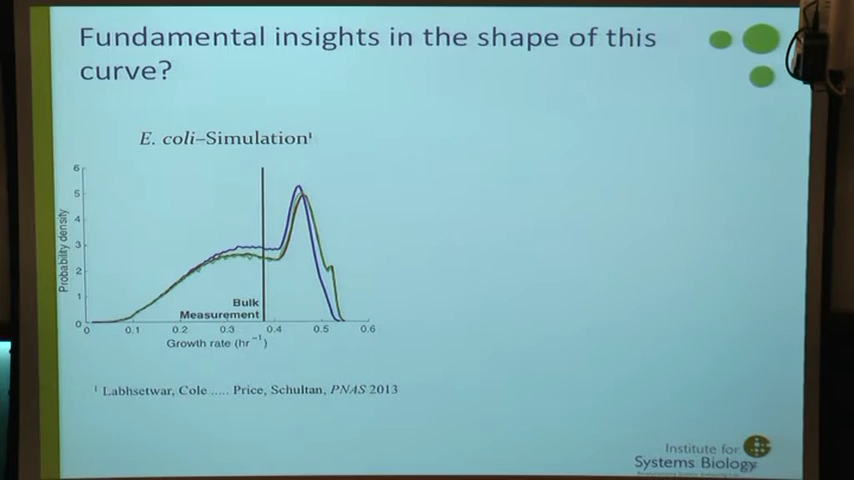 Fundamental insights in the shape of this
curve?
E. coli–Simulation¹
6
5
4
3
2
1
0
Probability density
Bulk
Measurement
0 0.1 0.2 0.3 0.4 0.5 0.6
Growth rate (hr⁻¹)
¹ Labhsetwar, Cole ..... Price, Schultan, PNAS 2013
Institute for
Systems Biology